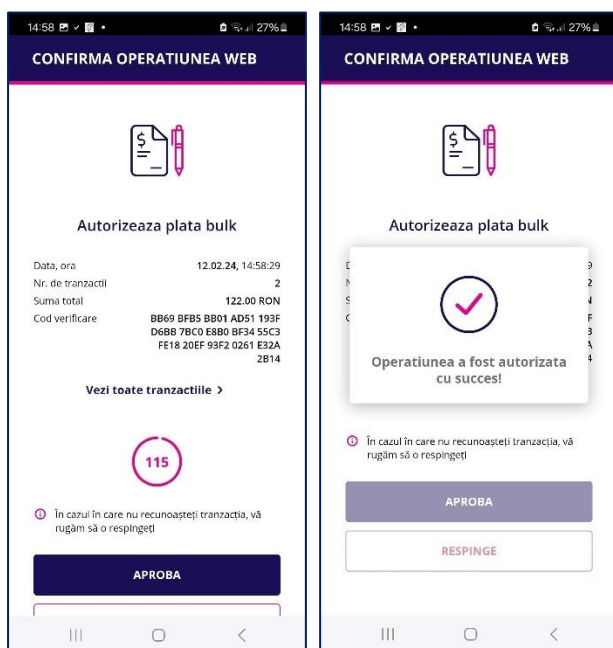 14:58
27%
CONFIRMA OPERATIUNEA WEB
$
Autorizeaza plata bulk
Data, ora 12.02.24, 14:58:29
Nr. de tranzactii 2
Suma total 122.00 RON
Cod verificare BB69 BFB5 BB01 AD51 193F
D6BB 7BC0 E8B0 BF34 55C3
FE18 20EF 93F2 0261 E32A
2B14
Vezi toate tranzactiile >
115
În cazul în care nu recunoașteți tranzacția, vă
rugăm să o respingeți
APROBA
14:58
27%
CONFIRMA OPERATIUNEA WEB
$
Autorizeaza plata bulk
Operatiunea a fost autorizata
cu succes!
În cazul în care nu recunoașteți tranzacția, vă
rugăm să o respingeți
APROBA
RESPINGE